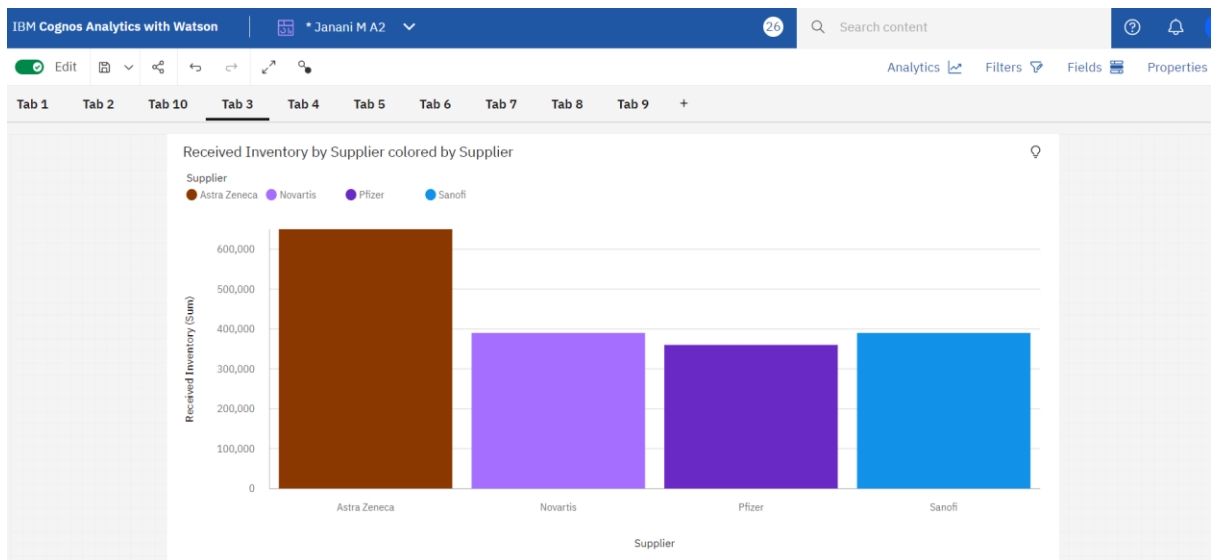 IBM Cognos Analytics with Watson * Janani M A2 26 Search content
Edit Analytics Filters Fields Properties
Tab 1 Tab 2 Tab 10 Tab 3 Tab 4 Tab 5 Tab 6 Tab 7 Tab 8 Tab 9 +
Received Inventory by Supplier colored by Supplier
Supplier
Astra Zeneca Novartis Pfizer Sanofi
600,000
500,000
400,000
300,000
200,000
100,000
0
Received Inventory (Sum)
Astra Zeneca Novartis Pfizer Sanofi
Supplier